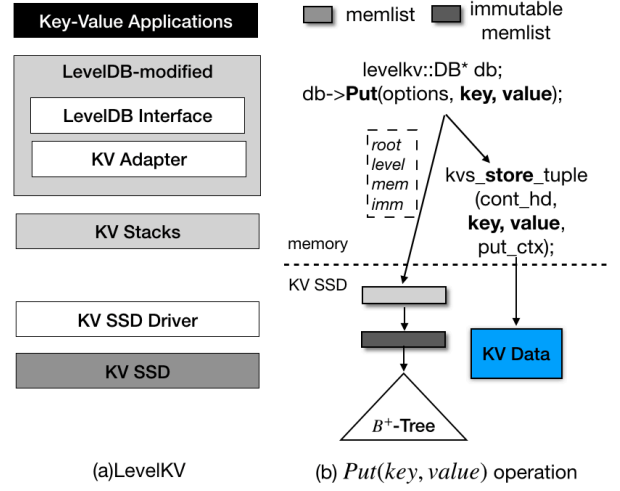 Key-Value Applications
LevelDB-modified
LevelDB Interface
KV Adapter
KV Stacks
KV SSD Driver
KV SSD
(a)LevelKV
memlist
immutable
memlist
levelkv::DB* db;
db->Put(options, key, value);
root
level
mem
imm
kvs_store_tuple
(cont_hd,
key, value,
put_ctx);
memory
KV SSD
KV Data
B⁺-Tree
(b) Put(key, value) operation